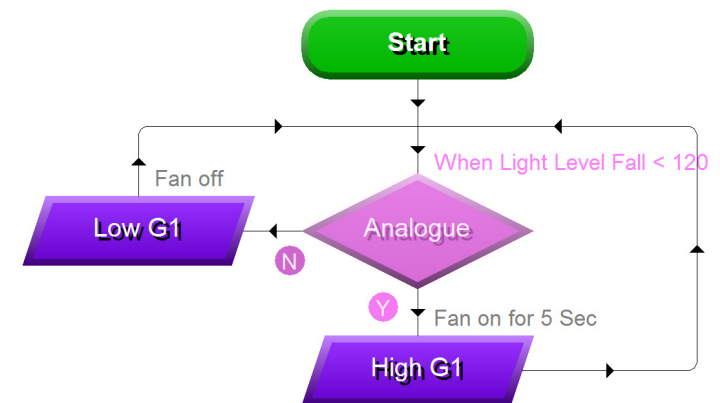 Start
When Light Level Fall < 120
Fan off
Low G1
Analogue
N
Y
Fan on for 5 Sec
High G1